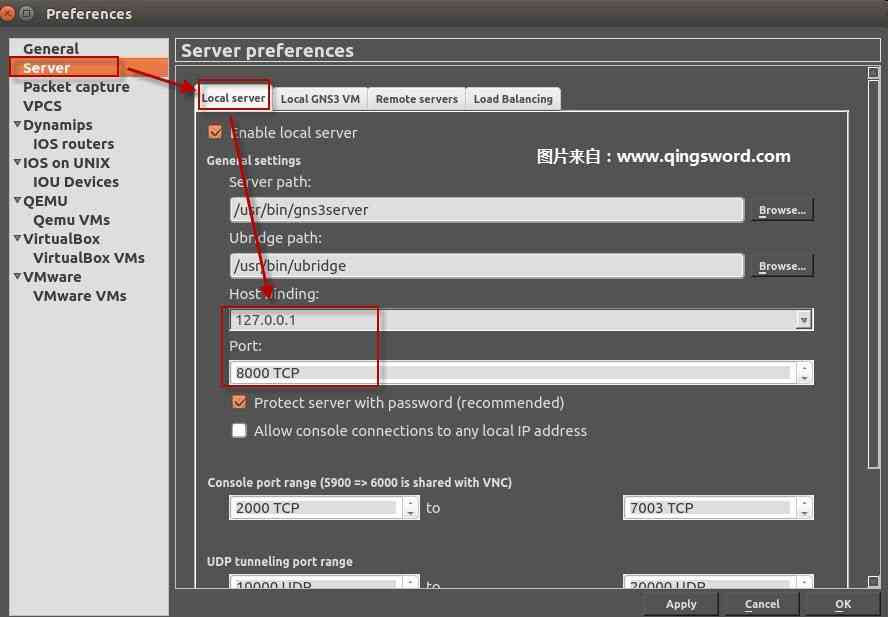 Preferences
General
Server
Packet capture
VPCS
Dynamips
IOS routers
IOS on UNIX
IOU Devices
QEMU
Qemu VMs
VirtualBox
VirtualBox VMs
VMware
VMware VMs
Server preferences
Local server Local GNS3 VM Remote servers Load Balancing
Enable local server
图片来自：www.qingsword.com
General settings
Server path:
/usr/bin/gns3server Browse...
Ubridge path:
/usr/bin/ubridge Browse...
Host binding:
127.0.0.1
Port:
8000 TCP
Protect server with password (recommended)
Allow console connections to any local IP address
Console port range (5900 => 6000 is shared with VNC)
2000 TCP to 7003 TCP
UDP tunneling port range
10000 UDP to 20000 UDP
Apply Cancel OK